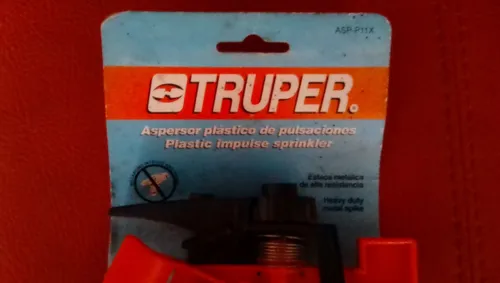 ASP-P11X
TRUPER®
Aspersor plástico de pulsaciones
Plastic impulse sprinkler
Estaca metálica
de alta resistencia
Heavy duty
metal spike